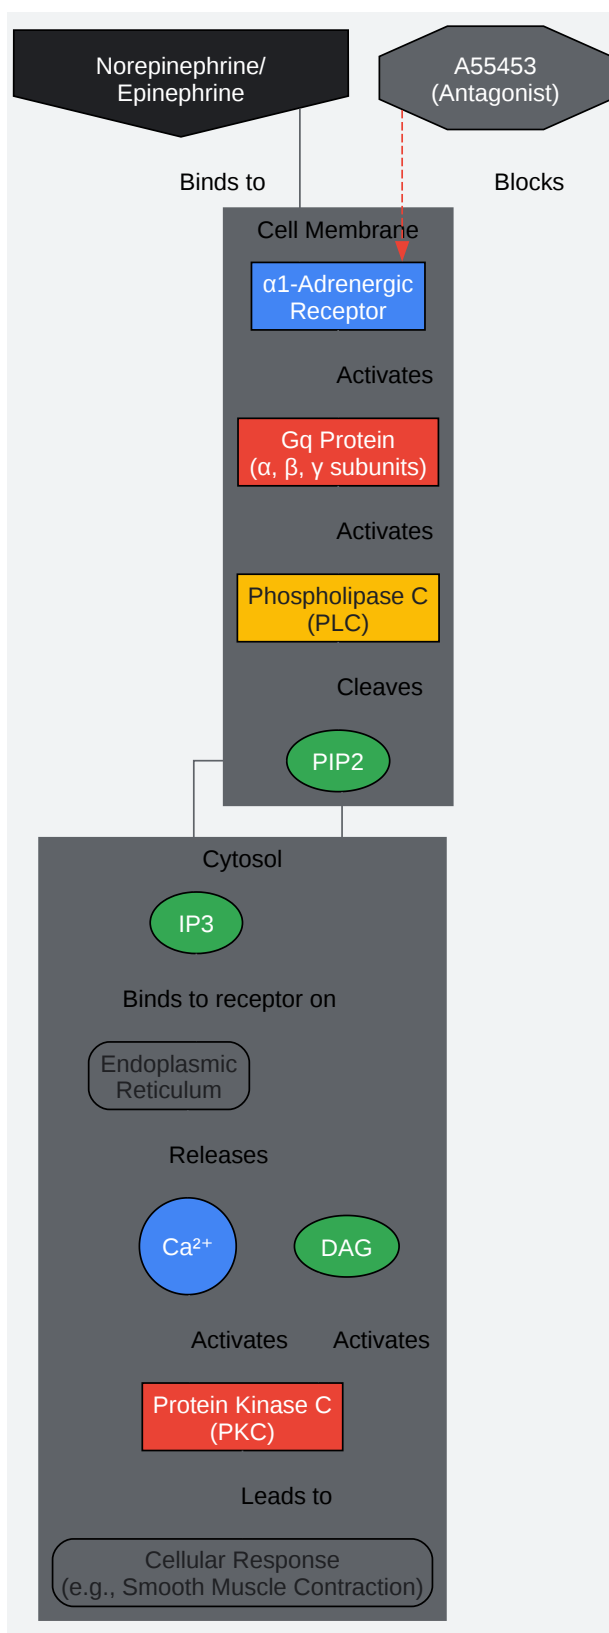 Norepinephrine/
Epinephrine
A55453
(Antagonist)
Binds to
Blocks
Cell Membrane
α1-Adrenergic
Receptor
Activates
Gq Protein
(α, β, γ subunits)
Activates
Phospholipase C
(PLC)
Cleaves
PIP2
Cytosol
IP3
Binds to receptor on
Endoplasmic
Reticulum
Releases
Ca²⁺
DAG
Activates
Activates
Protein Kinase C
(PKC)
Leads to
Cellular Response
(e.g., Smooth Muscle Contraction)